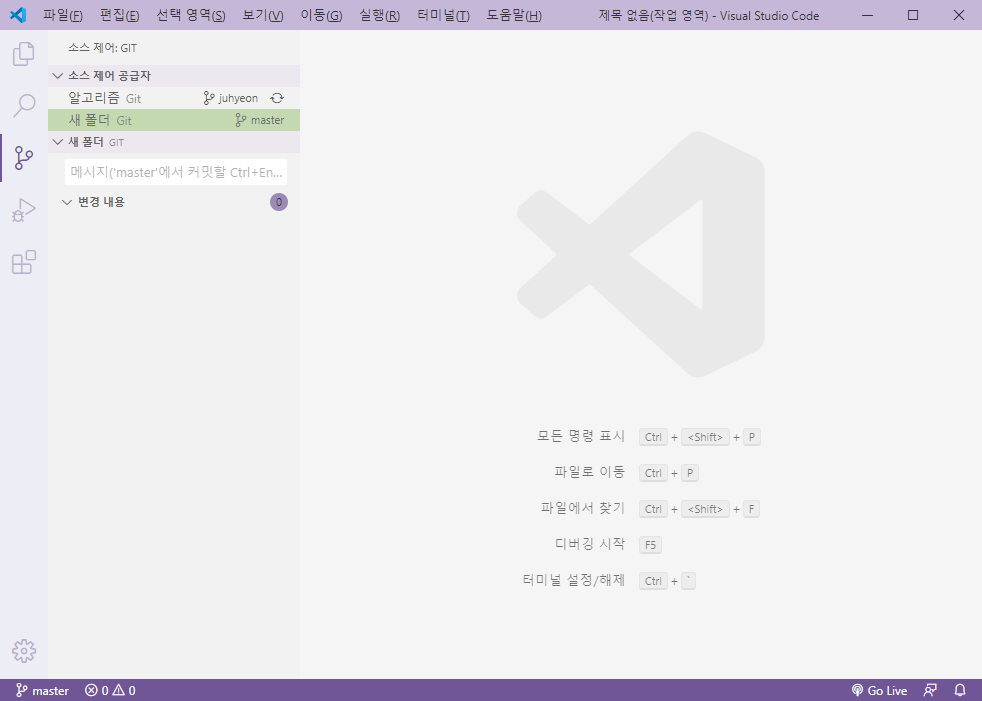 파일(F) 편집(E) 선택 영역(S) 보기(V) 이동(G) 실행(R) 터미널(T) 도움말(H) 제목 없음(작업 영역) - Visual Studio Code
소스 제어: GIT
소스 제어 공급자
알고리즘 Git juhyeon
새 폴더 Git master
새 폴더 GIT
메시지('master'에서 커밋할 Ctrl+En...
변경 내용 0
모든 명령 표시 Ctrl + <Shift> + P
파일로 이동 Ctrl + P
파일에서 찾기 Ctrl + <Shift> + F
디버깅 시작 F5
터미널 설정/해제 Ctrl + `
master 0 0 Go Live